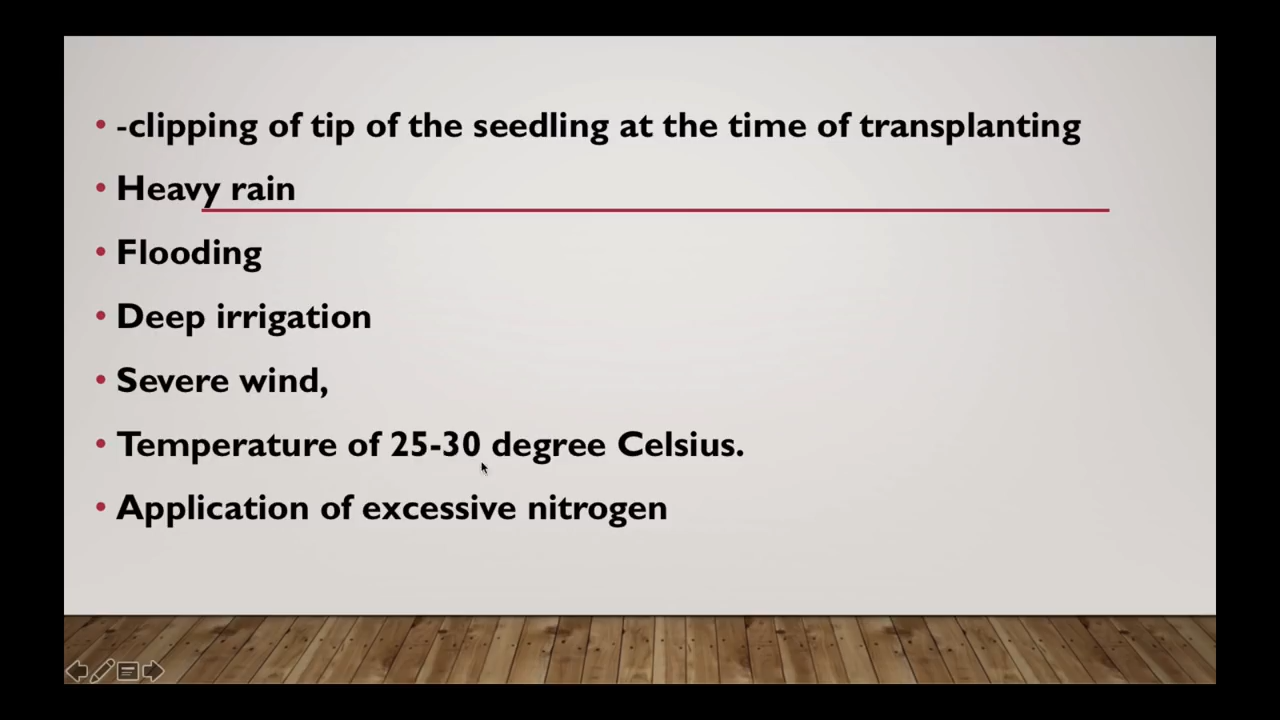 • -clipping of tip of the seedling at the time of transplanting
• Heavy rain
• Flooding
• Deep irrigation
• Severe wind,
• Temperature of 25-30 degree Celsius.
• Application of excessive nitrogen